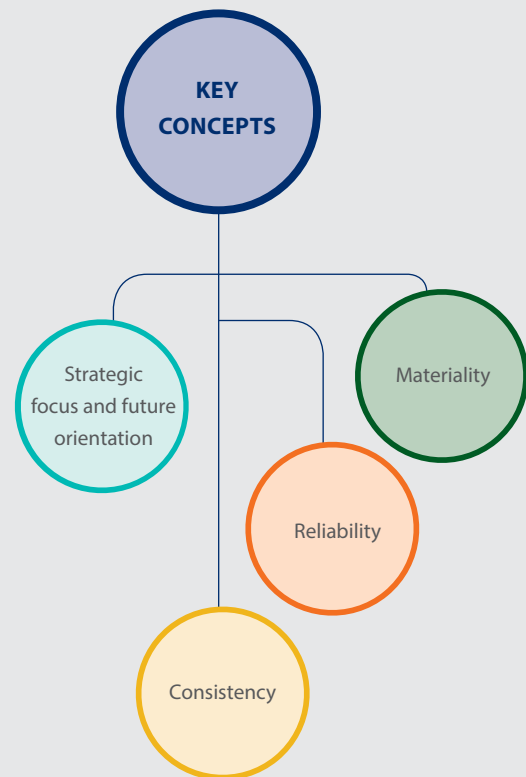 KEY
CONCEPTS
Strategic
focus and future
orientation
Materiality
Reliability
Consistency